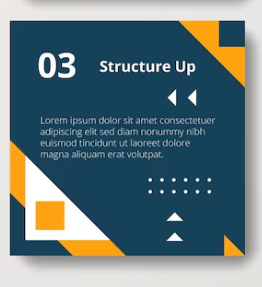 03 Structure Up
Lorem ipsum dolor sit amet consectetuer
adipiscing elit sed diam nonummy nibh
euismod tincidunt ut laoreet dolore
magna aliquam erat volutpat.